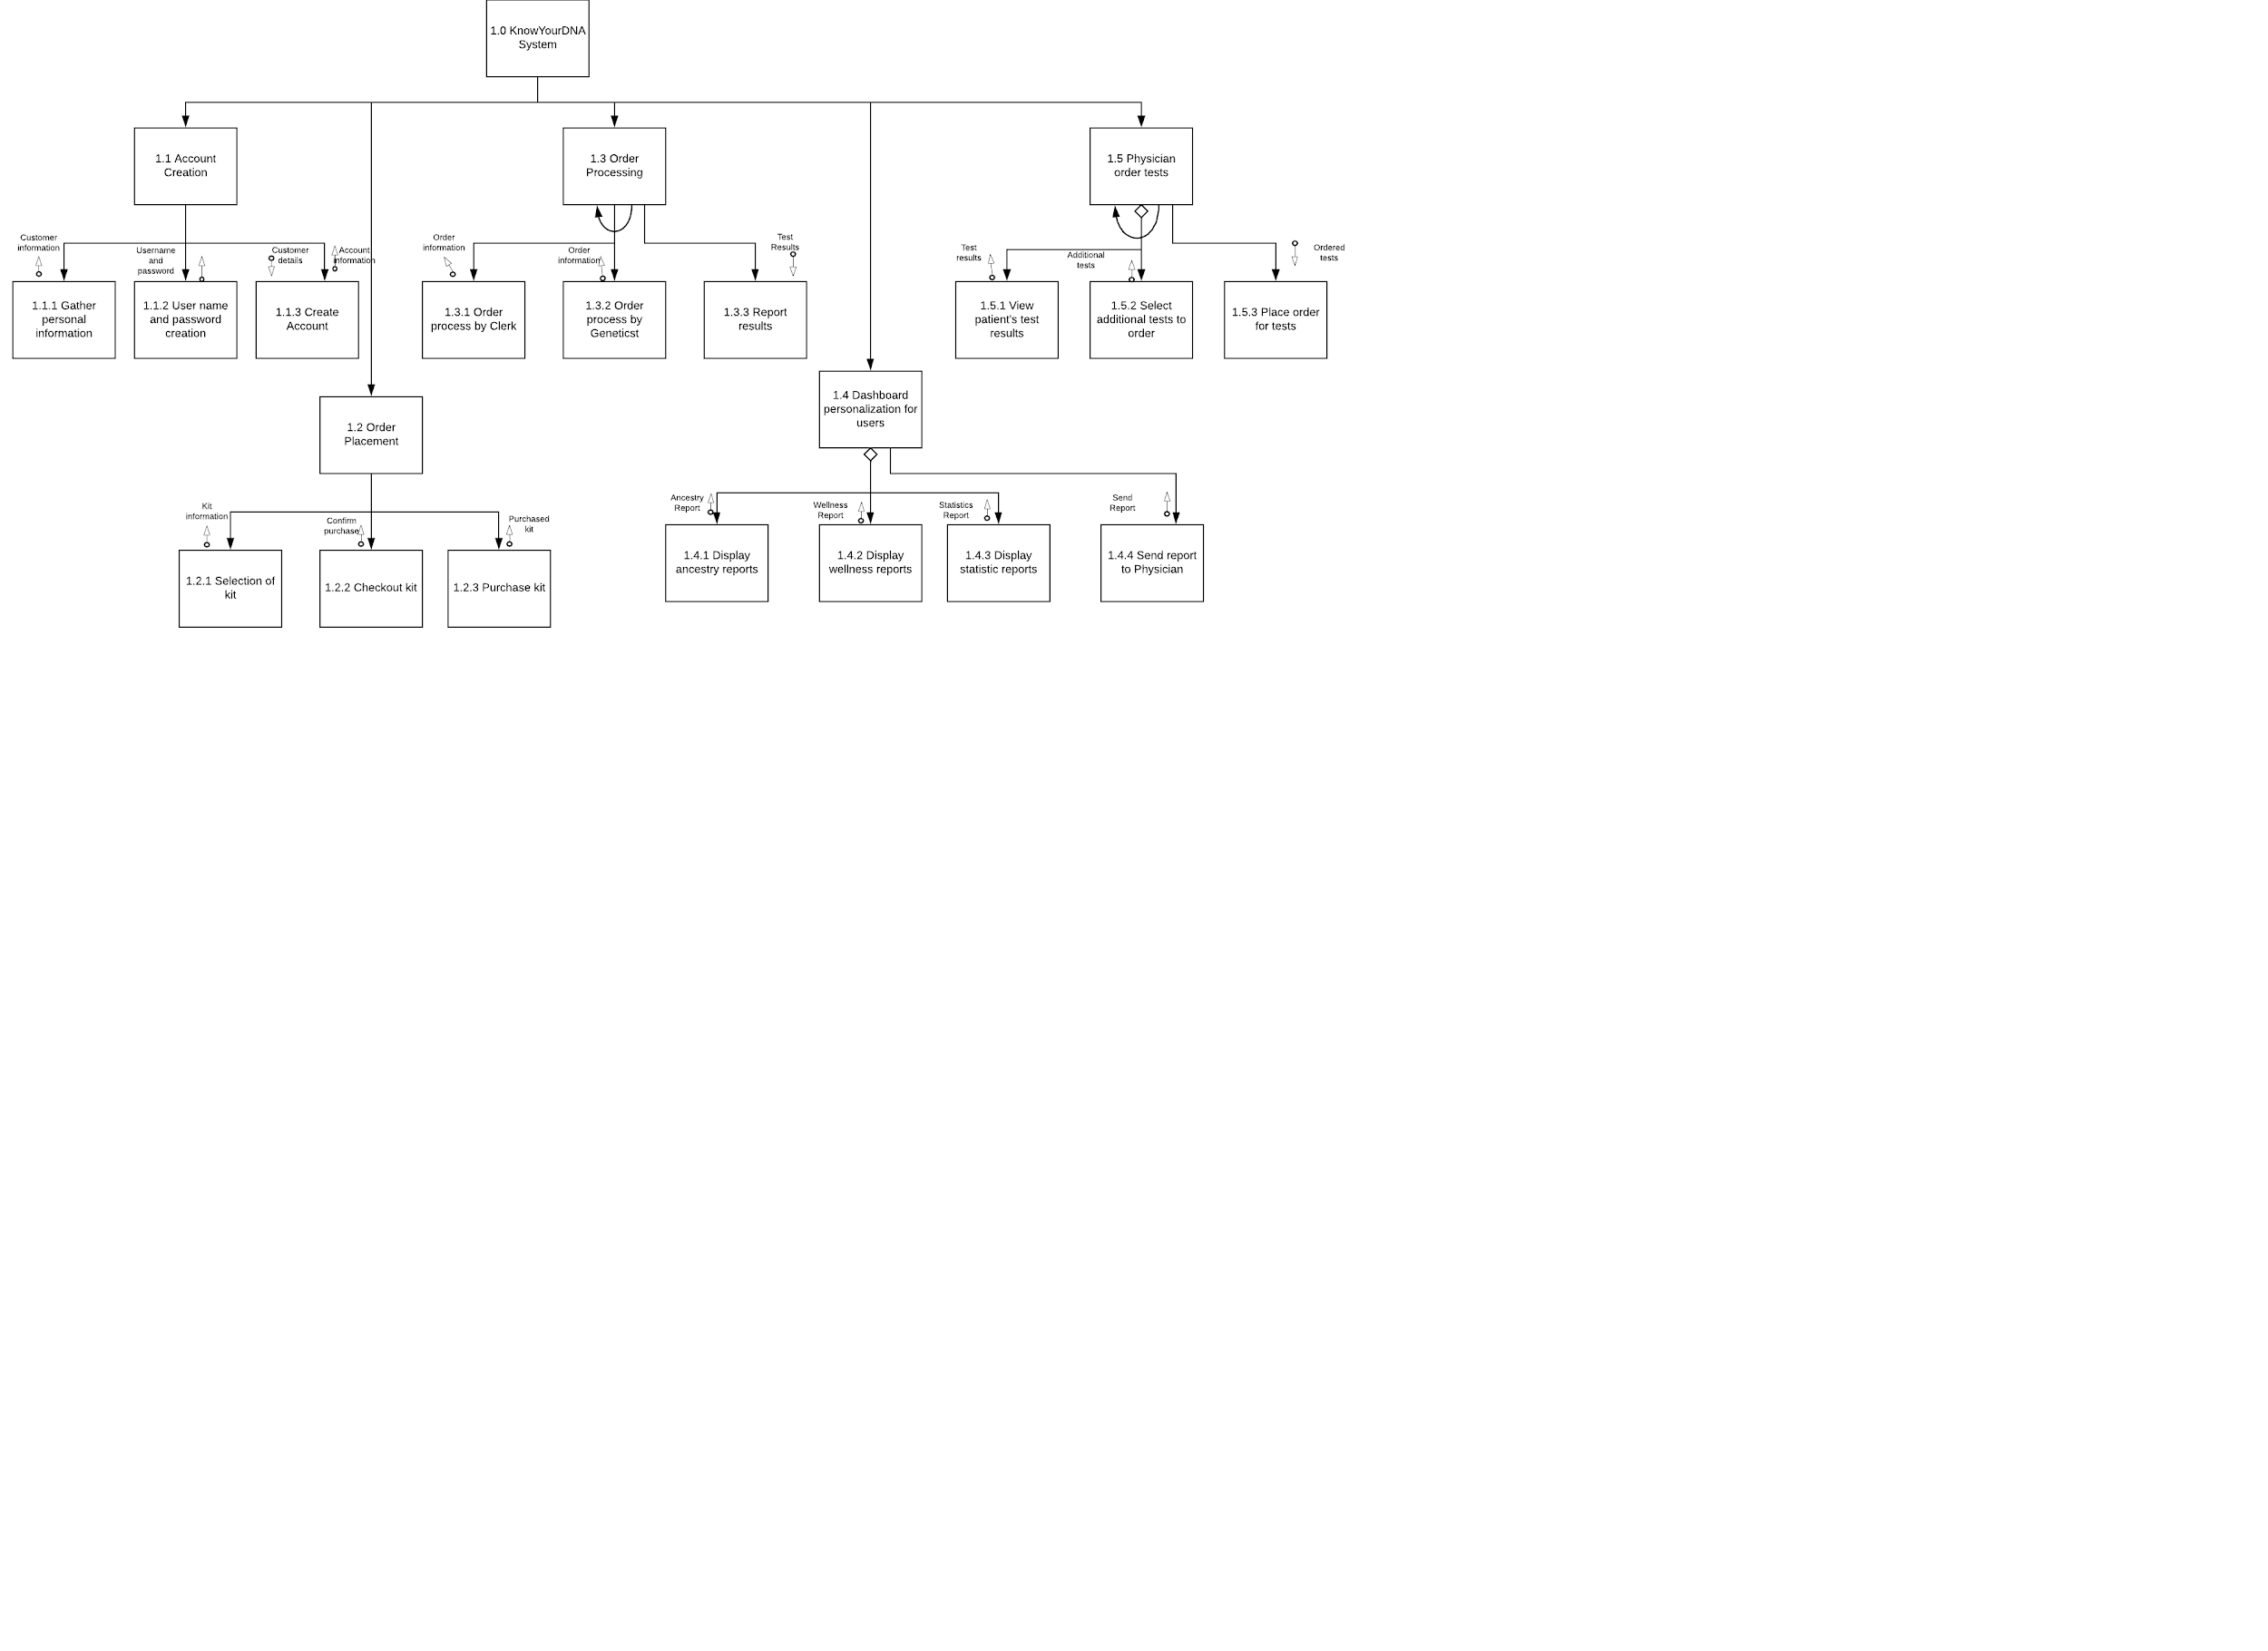 1.0 KnowYourDNA
System
1.1 Account
Creation
1.3 Order
Processing
1.5 Physician
order tests
Customer
information
Username
and
password
Customer
details
Account
information
Order
information
Order
information
Test
Results
Test
results
Additional
tests
Ordered
tests
1.1.1 Gather
personal
information
1.1.2 User name
and password
creation
1.1.3 Create
Account
1.3.1 Order
process by Clerk
1.3.2 Order
process by
Geneticst
1.3.3 Report
results
1.5.1 View
patient's test
results
1.5.2 Select
additional tests to
order
1.5.3 Place order
for tests
1.4 Dashboard
personalization for
users
1.2 Order
Placement
Kit
information
Confirm
purchase
Purchased
kit
Ancestry
Report
Wellness
Report
Statistics
Report
Send
Report
1.2.1 Selection of
kit
1.2.2 Checkout kit
1.2.3 Purchase kit
1.4.1 Display
ancestry reports
1.4.2 Display
wellness reports
1.4.3 Display
statistic reports
1.4.4 Send report
to Physician